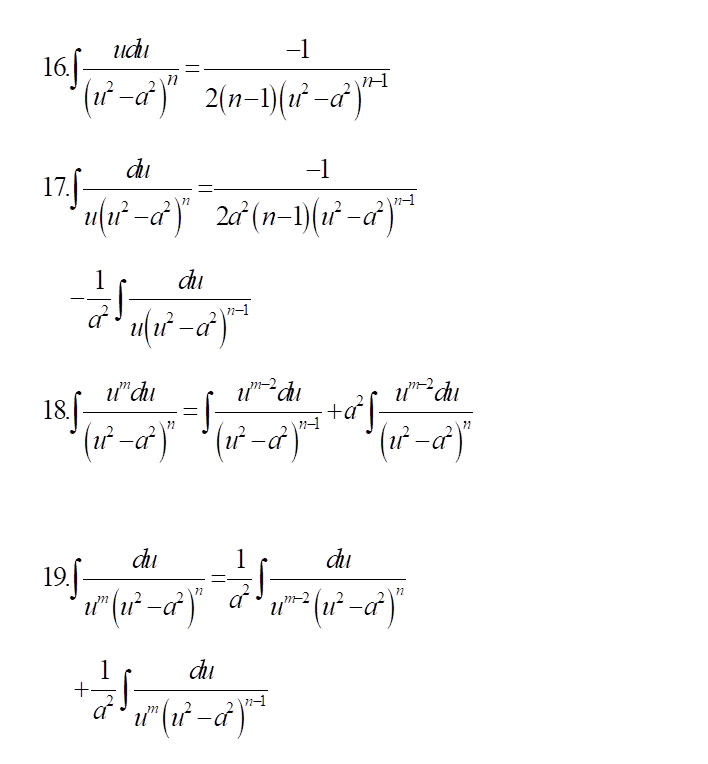 16.∫ udu/(u² −a²)ⁿ = −1/2(n−1)(u² −a²)ⁿ⁻¹
17.∫ du/u(u² −a²)ⁿ = −1/2a²(n−1)(u² −a²)ⁿ⁻¹
−1/a² ∫ du/u(u² −a²)ⁿ⁻¹
18.∫ uᵐdu/(u² −a²)ⁿ = ∫ uᵐ⁻²du/(u² −a²)ⁿ⁻¹ +a²∫ uᵐ⁻²du/(u² −a²)ⁿ
19.∫ du/uᵐ(u² −a²)ⁿ = 1/a² ∫ du/uᵐ⁻²(u² −a²)ⁿ
+1/a² ∫ du/uᵐ(u² −a²)ⁿ⁻¹